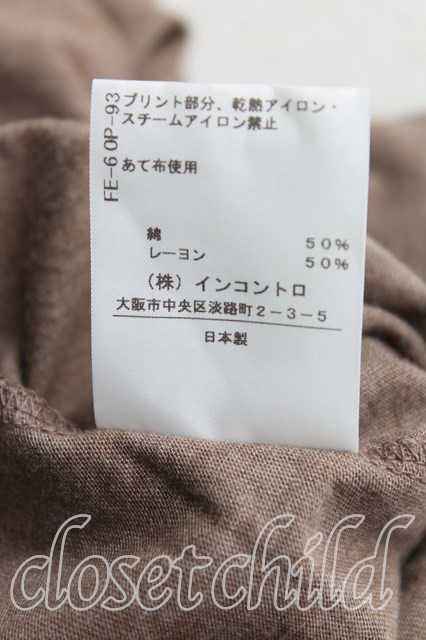 FE-60P-93
プリント部分、乾熱アイロン・
スチームアイロン禁止
あて布使用
綿 50%
レーヨン 50%
(株)インコントロ
大阪市中央区淡路町2-3-5
日本製
closetchild